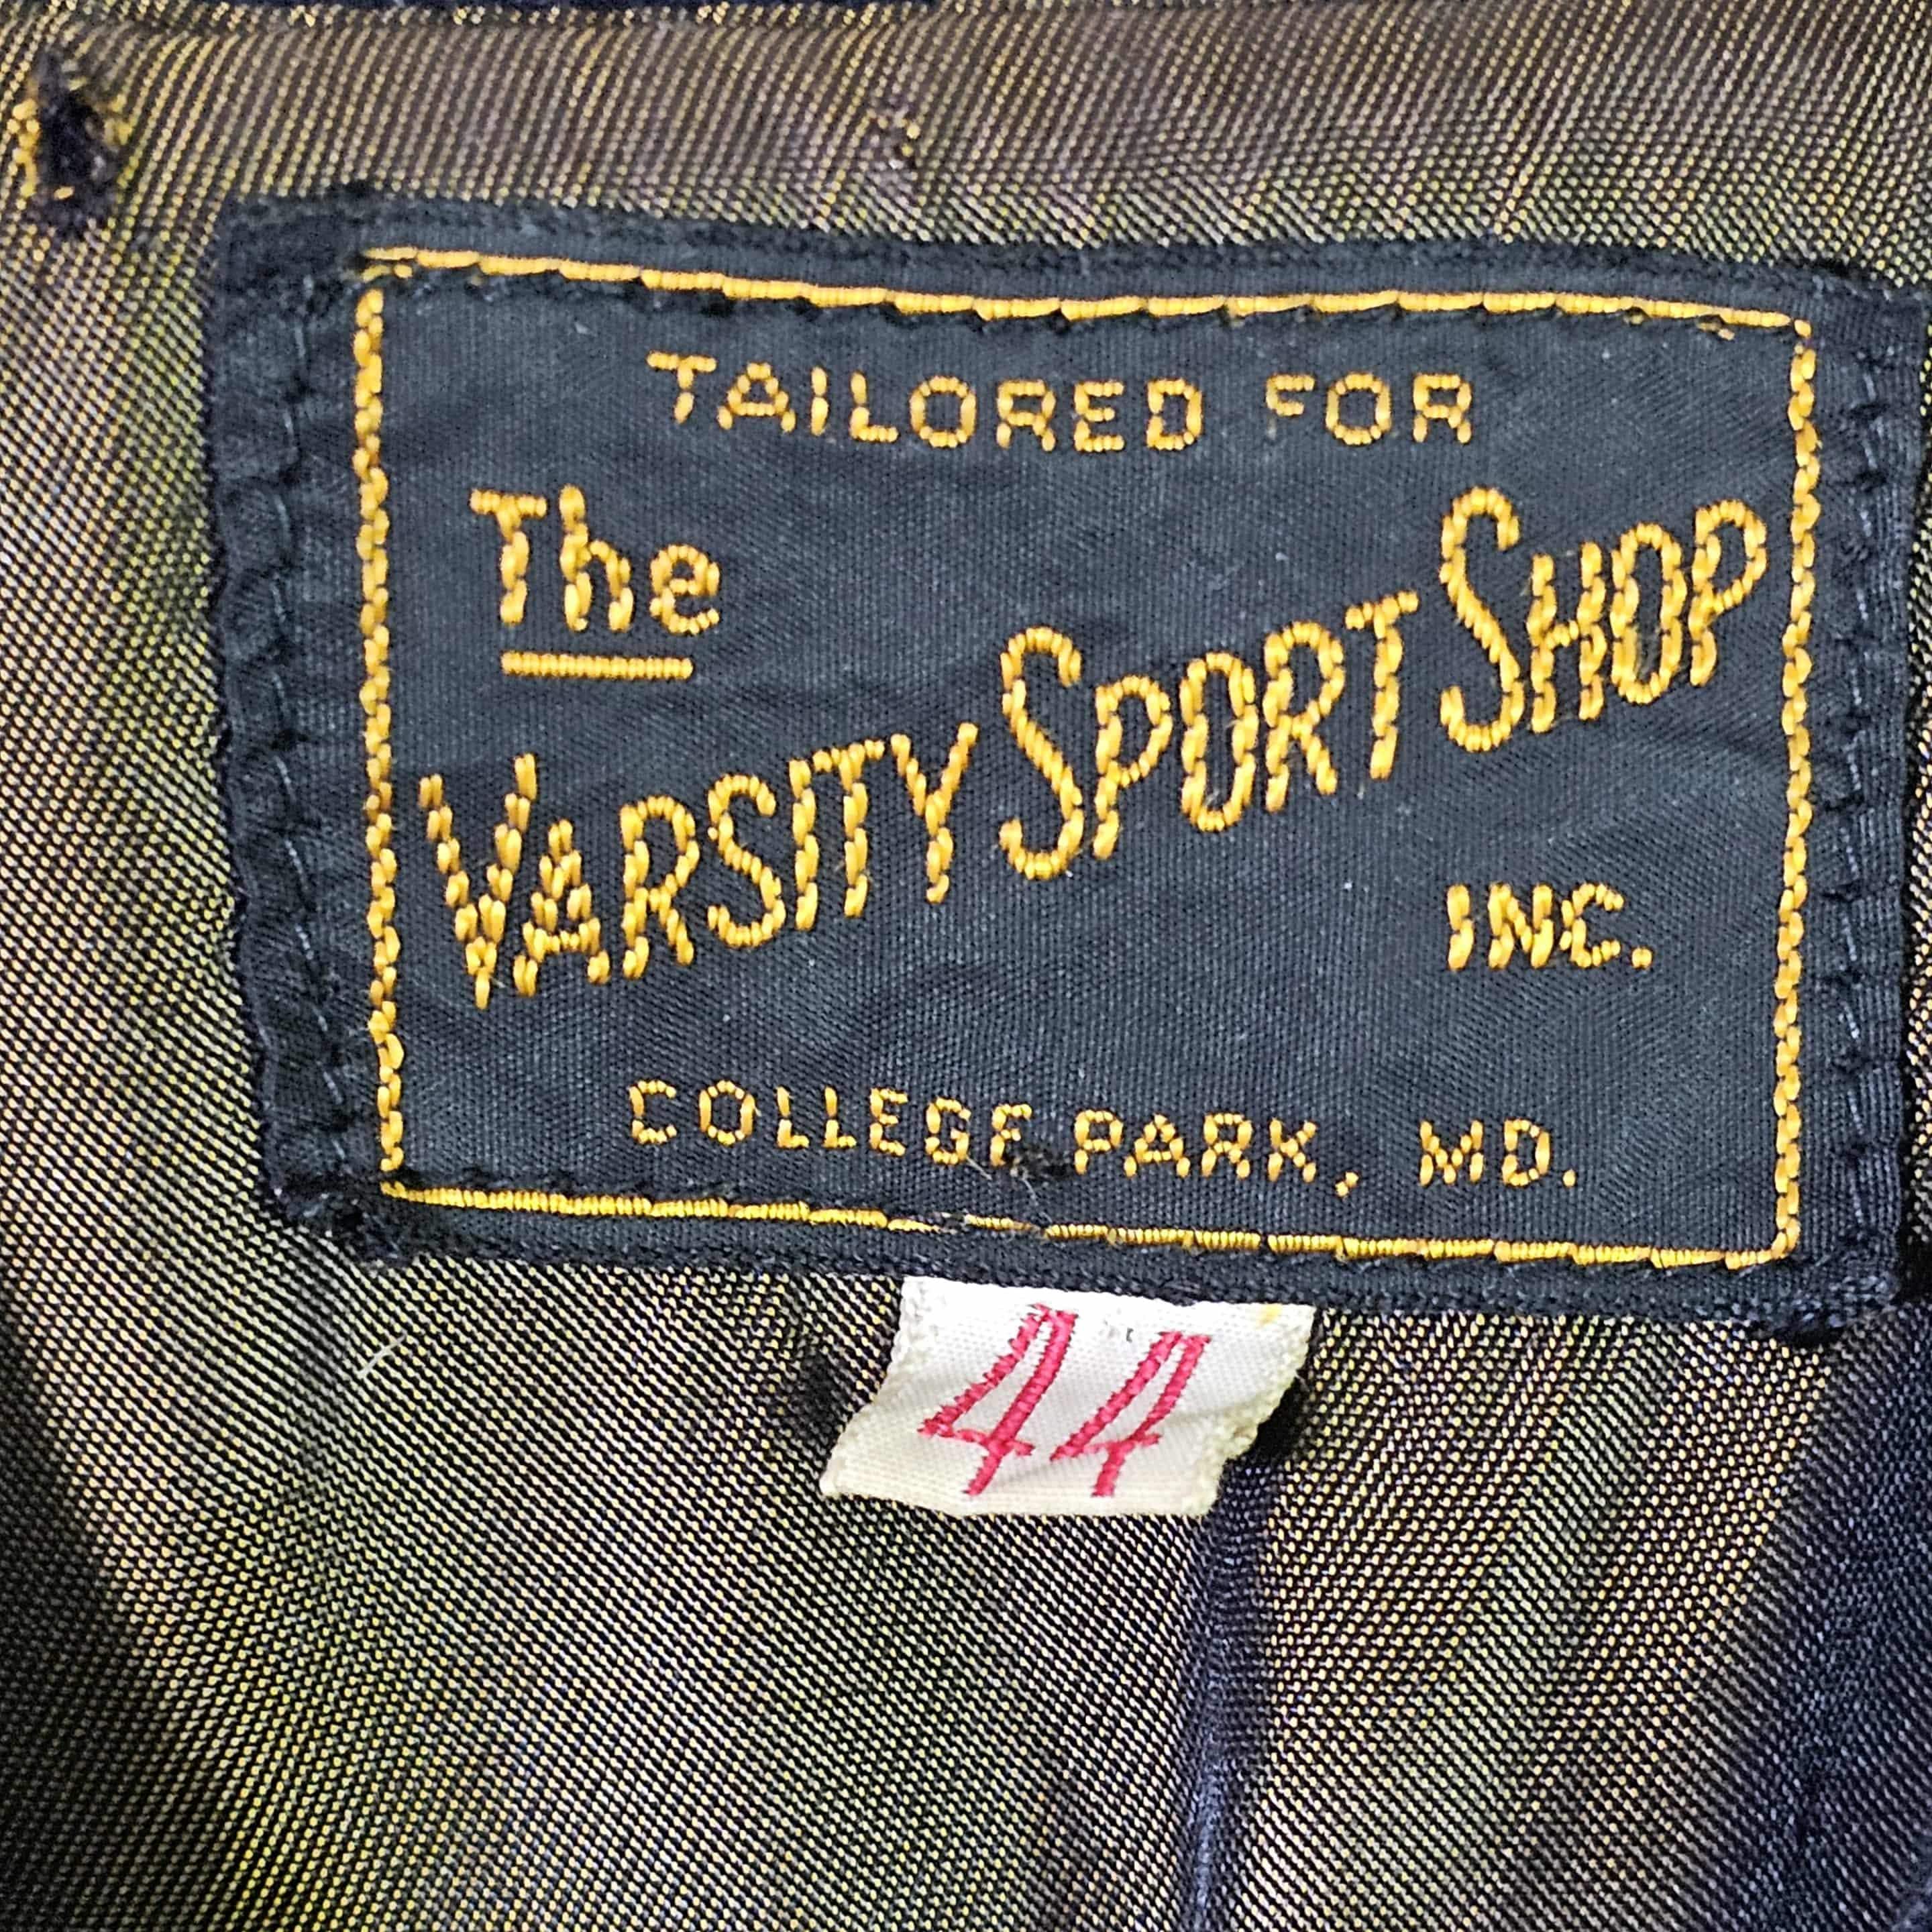 TAILORED FOR
The
VARSITY SPORT SHOP
INC.
COLLEGE PARK, MD.
44